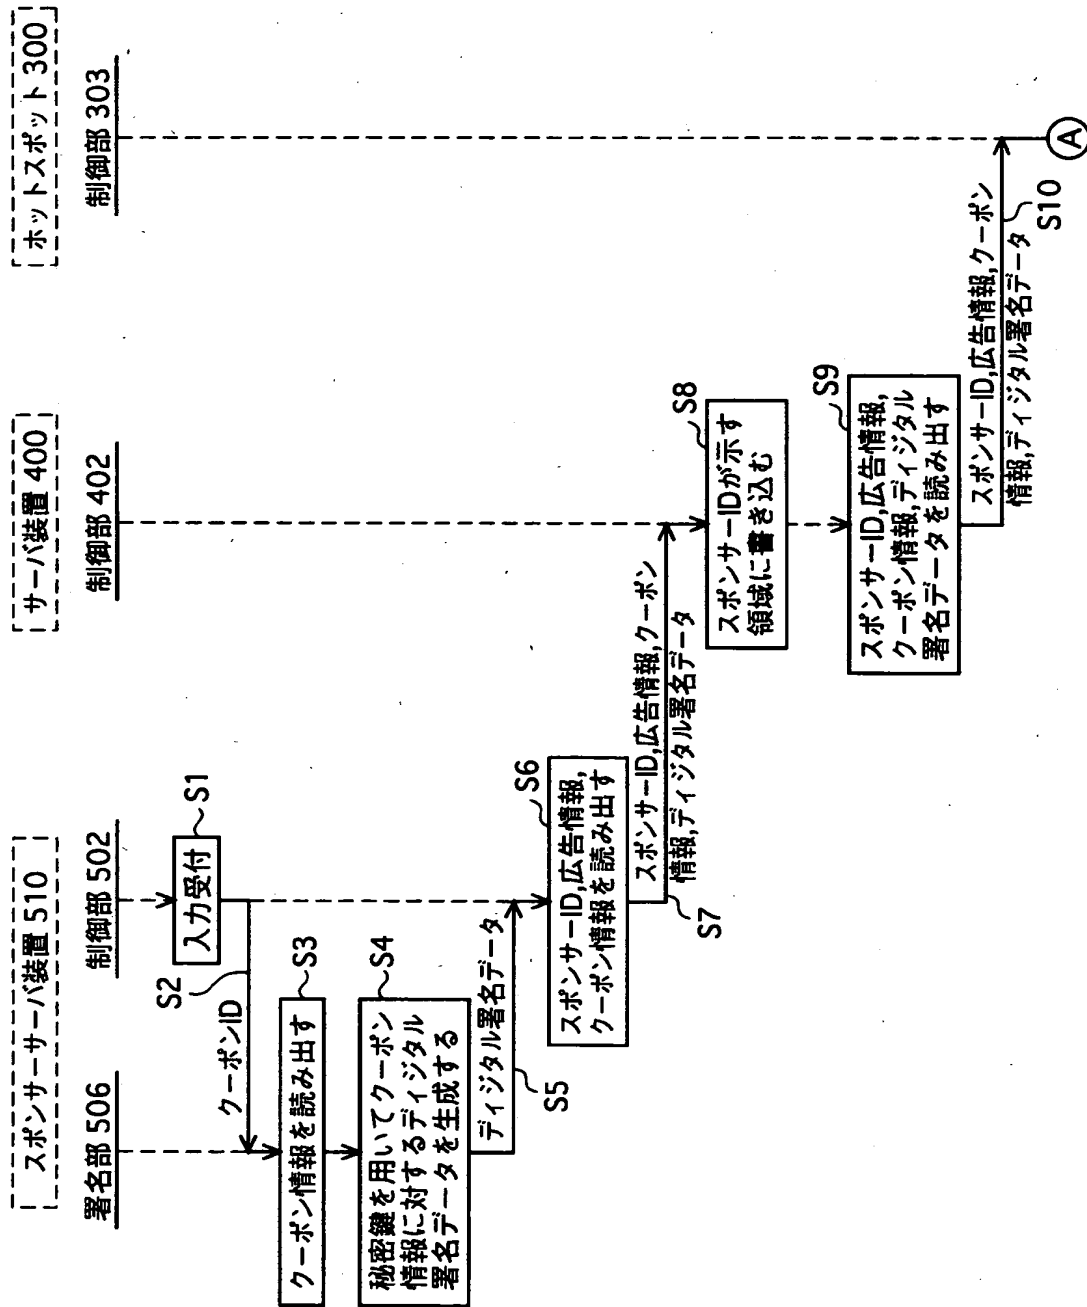 スポンサーサーバ装置 510
サーバ装置 400
ホットスポット 300
署名部 506
制御部 502
制御部 402
制御部 303
入力受付
S1
S2
クーポンID
クーポン情報を読み出す
S3
秘密鍵を用いてクーポン
情報に対するディジタル
署名データを生成する
S4
ディジタル署名データ
S5
スポンサーID,広告情報,
クーポン情報を読み出す
S6
スポンサーID,広告情報,クーポン
情報,ディジタル署名データ
S7
スポンサーIDが示す
領域に書き込む
S8
スポンサーID,広告情報,
クーポン情報,ディジタル
署名データを読み出す
S9
スポンサーID,広告情報,クーポン
情報,ディジタル署名データ
S10
A